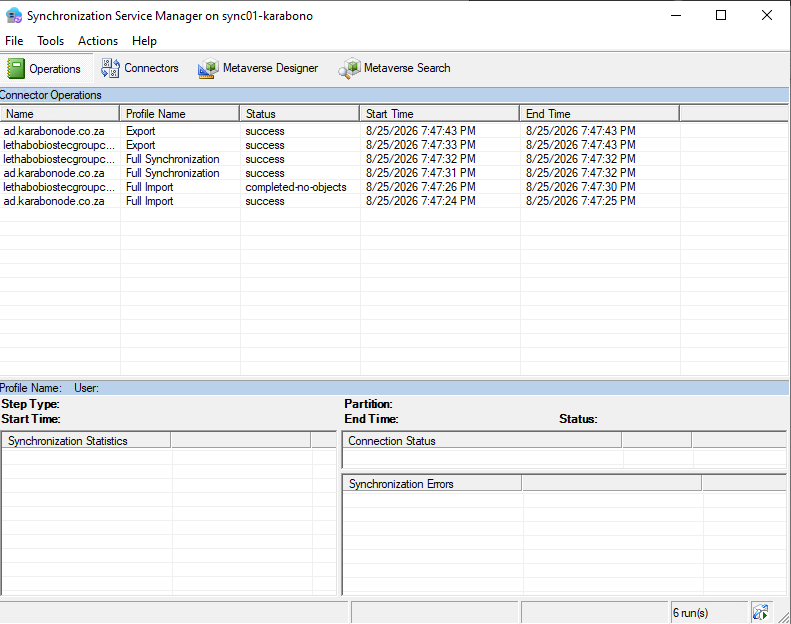 Synchronization Service Manager on sync01-karabono
File Tools Actions Help
Operations Connectors Metaverse Designer Metaverse Search
Connector Operations
Name Profile Name Status Start Time End Time
ad.karabonode.co.za Export success 8/25/2026 7:47:43 PM 8/25/2026 7:47:43 PM
lethabobiostecgroupc... Export success 8/25/2026 7:47:33 PM 8/25/2026 7:47:43 PM
lethabobiostecgroupc... Full Synchronization success 8/25/2026 7:47:32 PM 8/25/2026 7:47:32 PM
ad.karabonode.co.za Full Synchronization success 8/25/2026 7:47:31 PM 8/25/2026 7:47:32 PM
lethabobiostecgroupc... Full Import completed-no-objects 8/25/2026 7:47:26 PM 8/25/2026 7:47:30 PM
ad.karabonode.co.za Full Import success 8/25/2026 7:47:24 PM 8/25/2026 7:47:25 PM
Profile Name: User:
Step Type: Partition:
Start Time: End Time: Status:
Synchronization Statistics Connection Status
Synchronization Errors
6 run(s)